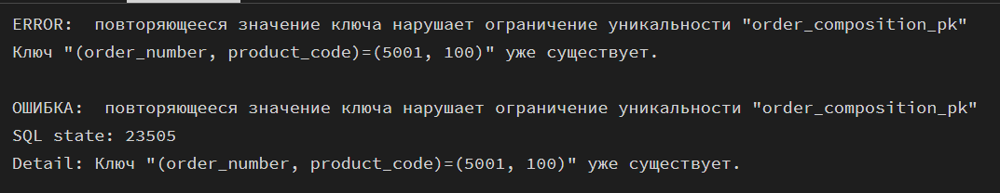 ERROR:  повторяющееся значение ключа нарушает ограничение уникальности "order_composition_pk"
Ключ "(order_number, product_code)=(5001, 100)" уже существует.
ОШИБКА:  повторяющееся значение ключа нарушает ограничение уникальности "order_composition_pk"
SQL state: 23505
Detail: Ключ "(order_number, product_code)=(5001, 100)" уже существует.